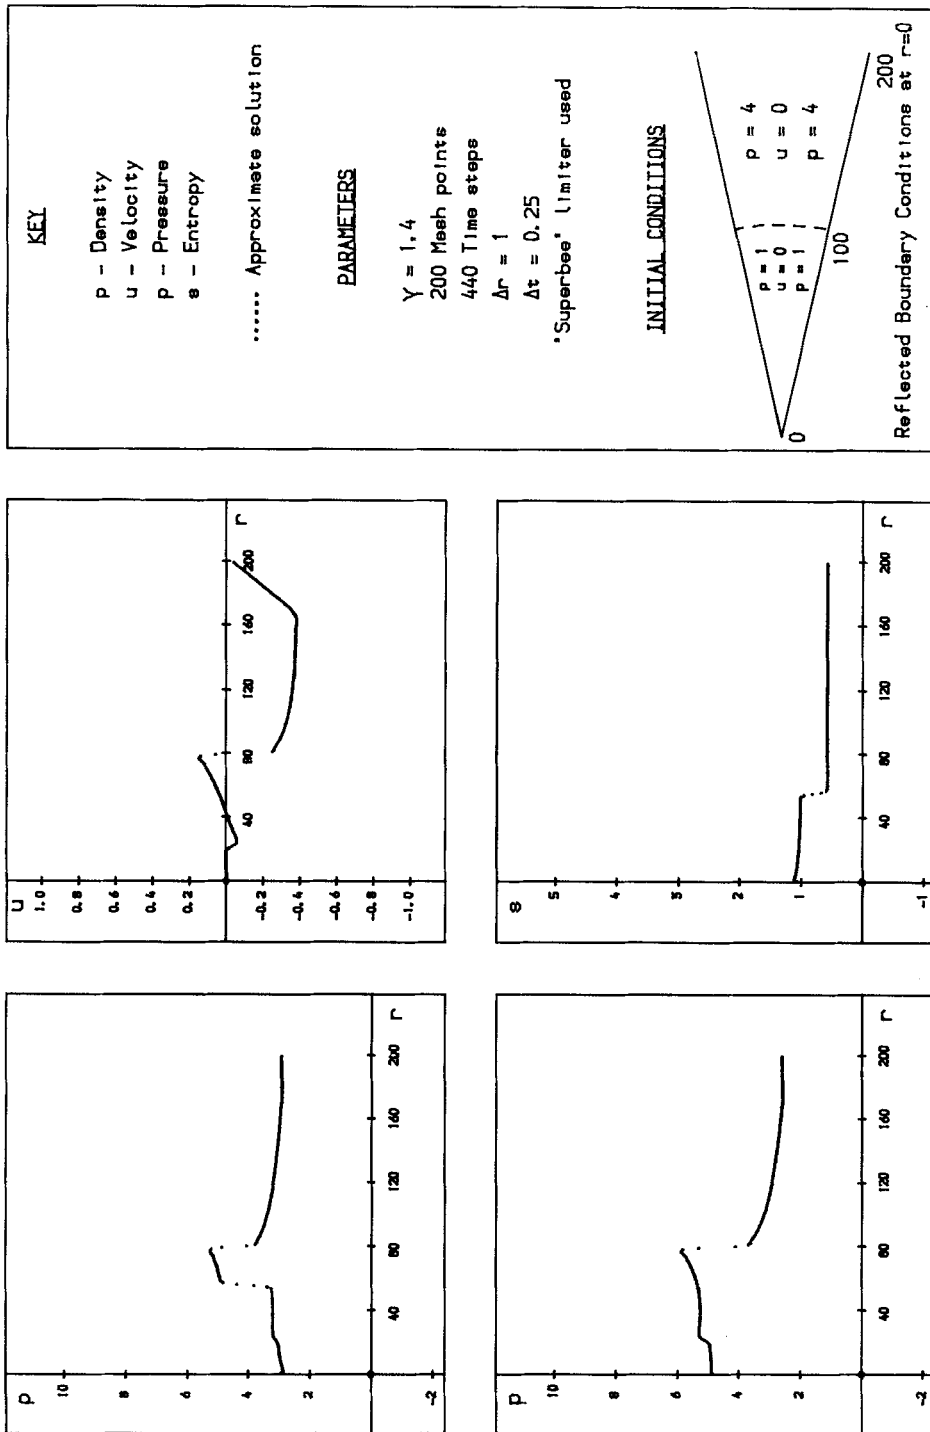 ρ
10
8
6
4
2
-2
40
80
120
160
200
r
u
1.0
0.8
0.6
0.4
0.2
-0.2
-0.4
-0.6
-0.8
-1.0
40
80
120
160
200
r
p
10
8
6
4
2
-2
40
80
120
160
200
r
s
5
4
3
2
1
-1
40
80
120
160
200
r
KEY
ρ - Density
u - Velocity
p - Pressure
s - Entropy
..... Approximate solution
PARAMETERS
γ = 1.4
200 Mesh points
440 Time steps
Δr = 1
Δt = 0.25
'Superbee' limiter used
INITIAL CONDITIONS
ρ = 1
u = 0
p = 1
ρ = 4
u = 0
p = 4
0
100
200
Reflected Boundary Conditions at r=0